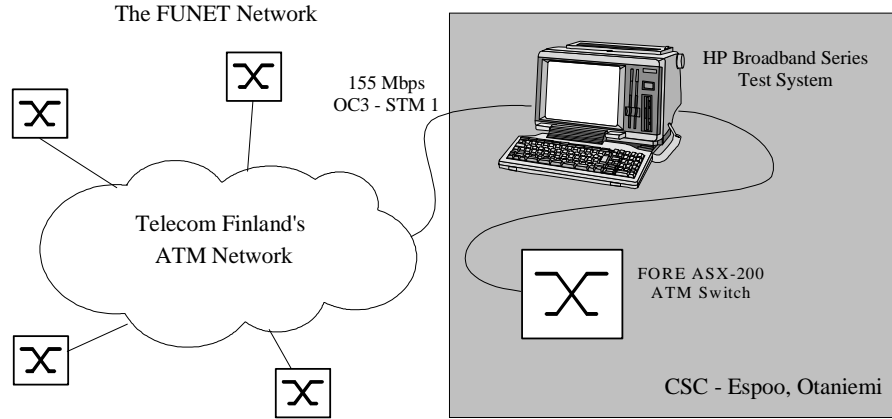 The FUNET Network
155 Mbps
OC3 - STM 1
HP Broadband Series
Test System
Telecom Finland's
ATM Network
FORE ASX-200
ATM Switch
CSC - Espoo, Otaniemi